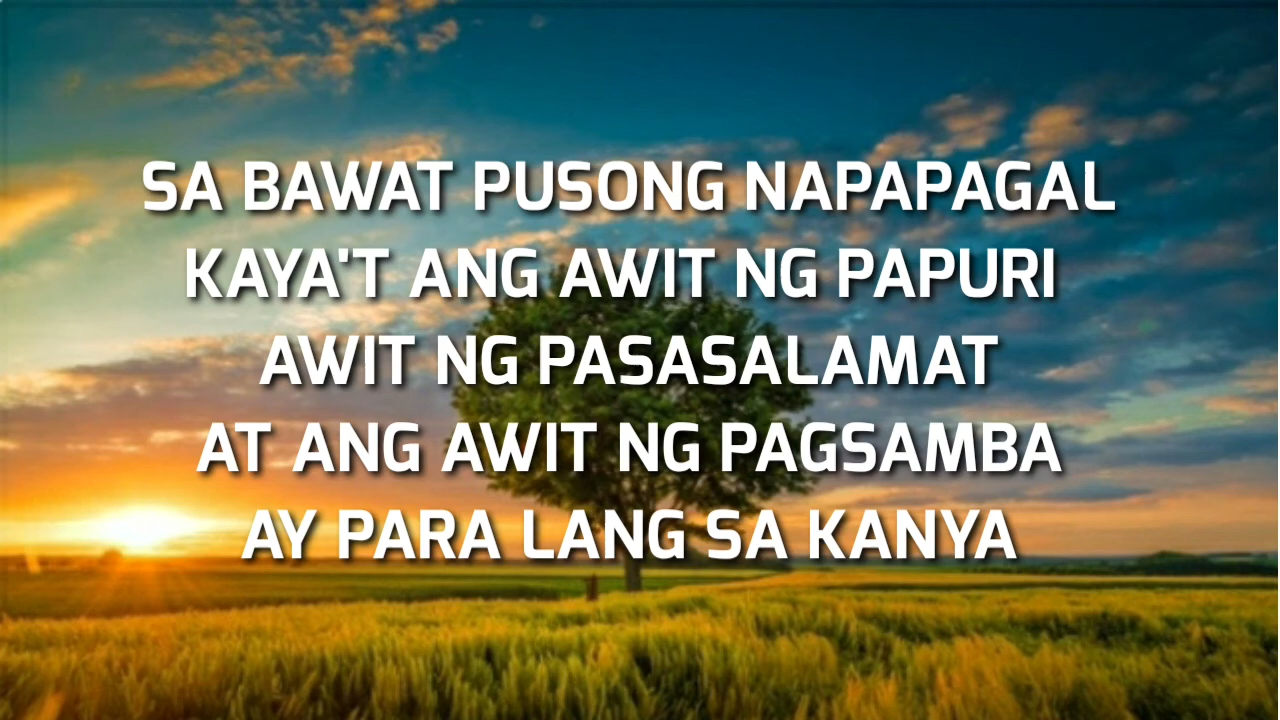 SA BAWAT PUSONG NAPAPAGAL
KAYA'T ANG AWIT NG PAPURI
AWIT NG PASASALAMAT
AT ANG AWIT NG PAGSAMBA
AY PARA LANG SA KANYA